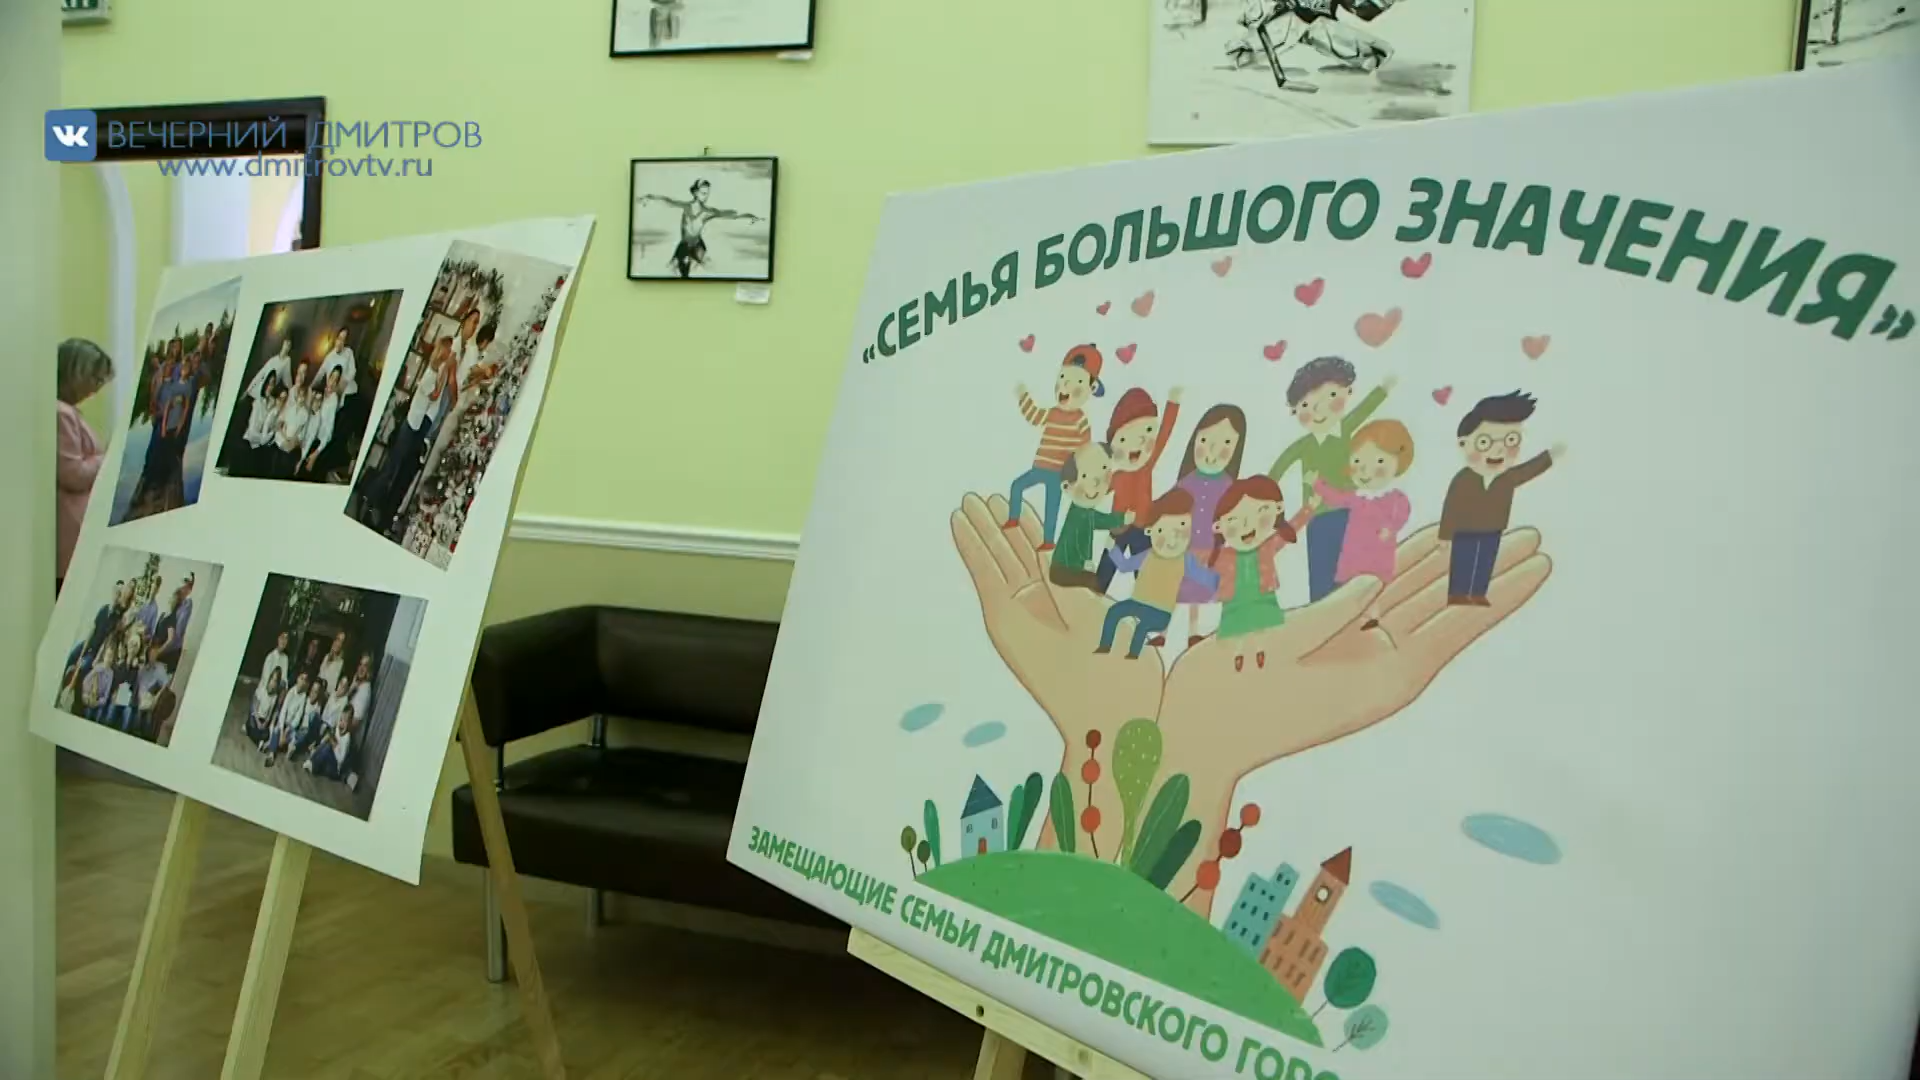 ВЕЧЕРНИЙ ДМИТРОВ
www.dmitrovtv.ru
«СЕМЬЯ БОЛЬШОГО ЗНАЧЕНИЯ»
ЗАМЕЩАЮЩИЕ СЕМЬИ ДМИТРОВСКОГО